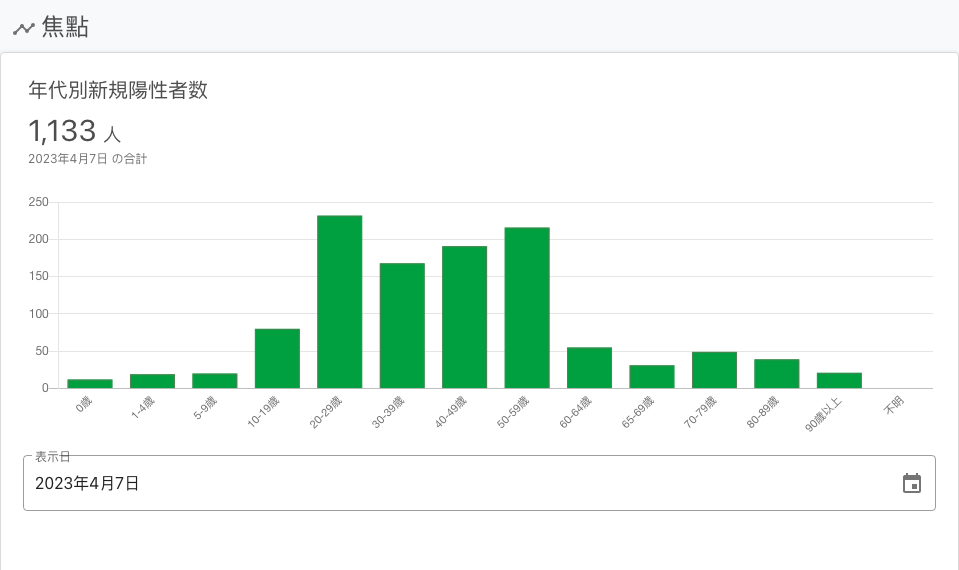 焦點
年代別新規陽性者数
1,133 人
2023年4月7日 の合計
250
200
150
100
50
0
0歳
1-4歳
5-9歳
10-19歳
20-29歳
30-39歳
40-49歳
50-59歳
60-64歳
65-69歳
70-79歳
80-89歳
90歳以上
不明
表示日
2023年4月7日